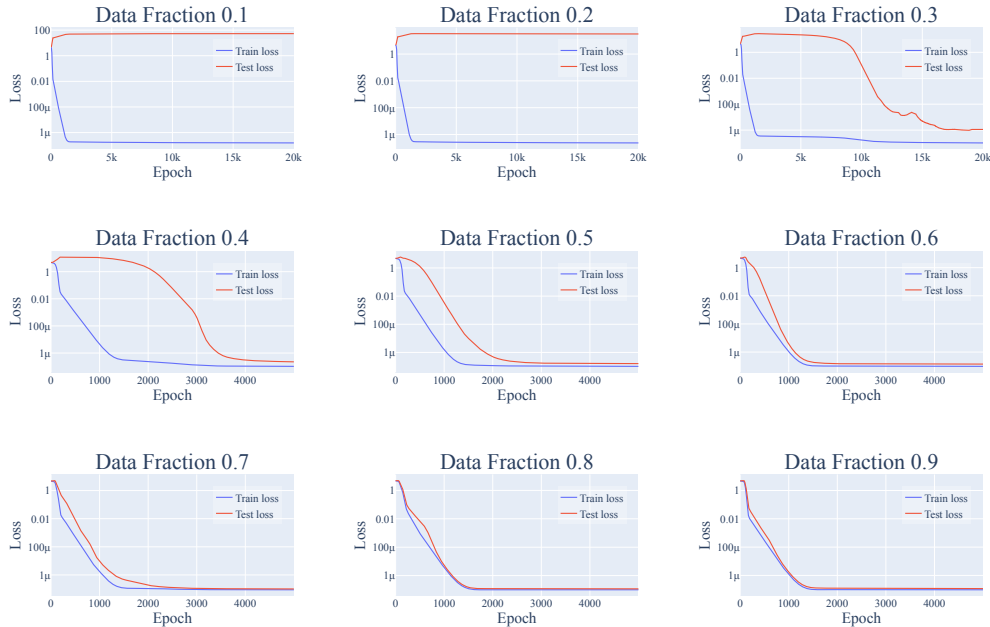 Data Fraction 0.1
100
1
0.01
100μ
1μ
Loss
Train loss
Test loss
0
5k
10k
15k
20k
Epoch
Data Fraction 0.2
1
0.01
100μ
1μ
Loss
Train loss
Test loss
0
5k
10k
15k
20k
Epoch
Data Fraction 0.3
1
0.01
100μ
1μ
Loss
Train loss
Test loss
0
5k
10k
15k
20k
Epoch
Data Fraction 0.4
1
0.01
100μ
1μ
Loss
Train loss
Test loss
0
1000
2000
3000
4000
Epoch
Data Fraction 0.5
1
0.01
100μ
1μ
Loss
Train loss
Test loss
0
1000
2000
3000
4000
Epoch
Data Fraction 0.6
1
0.01
100μ
1μ
Loss
Train loss
Test loss
0
1000
2000
3000
4000
Epoch
Data Fraction 0.7
1
0.01
100μ
1μ
Loss
Train loss
Test loss
0
1000
2000
3000
4000
Epoch
Data Fraction 0.8
1
0.01
100μ
1μ
Loss
Train loss
Test loss
0
1000
2000
3000
4000
Epoch
Data Fraction 0.9
1
0.01
100μ
1μ
Loss
Train loss
Test loss
0
1000
2000
3000
4000
Epoch